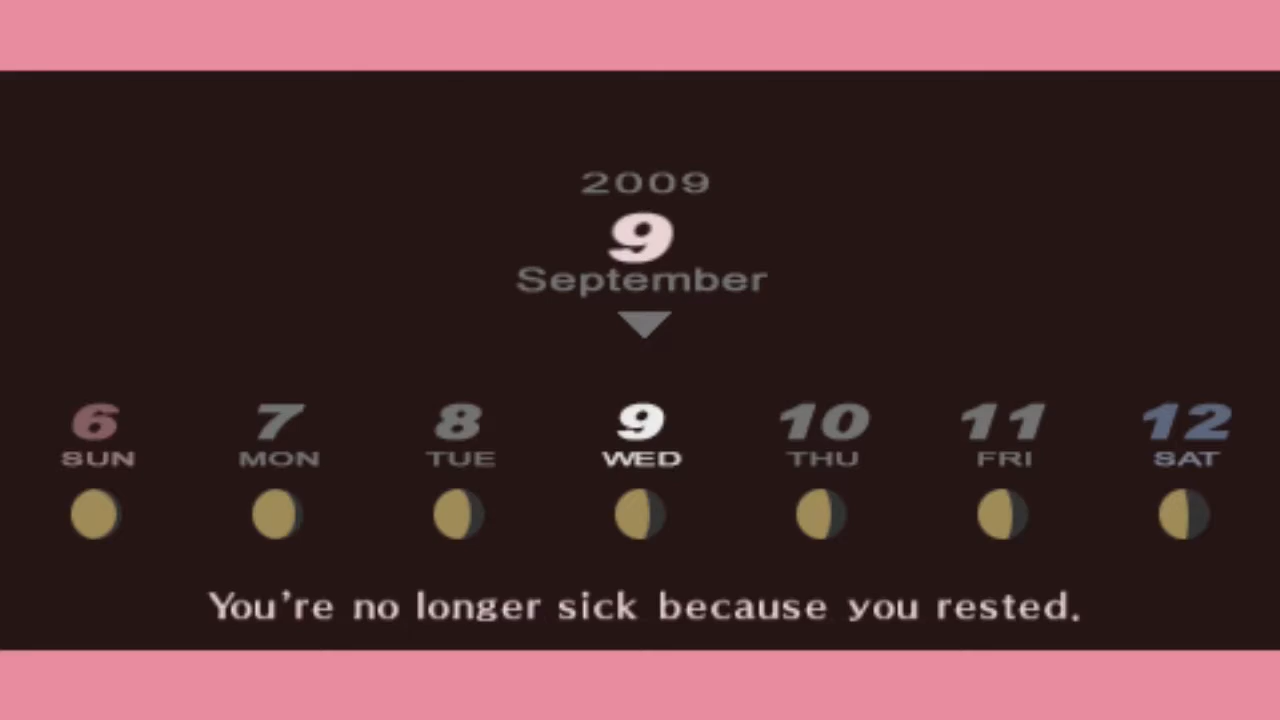 2009
9
September
6 7 8 9 10 11 12
SUN MON TUE WED THU FRI SAT
You're no longer sick because you rested.